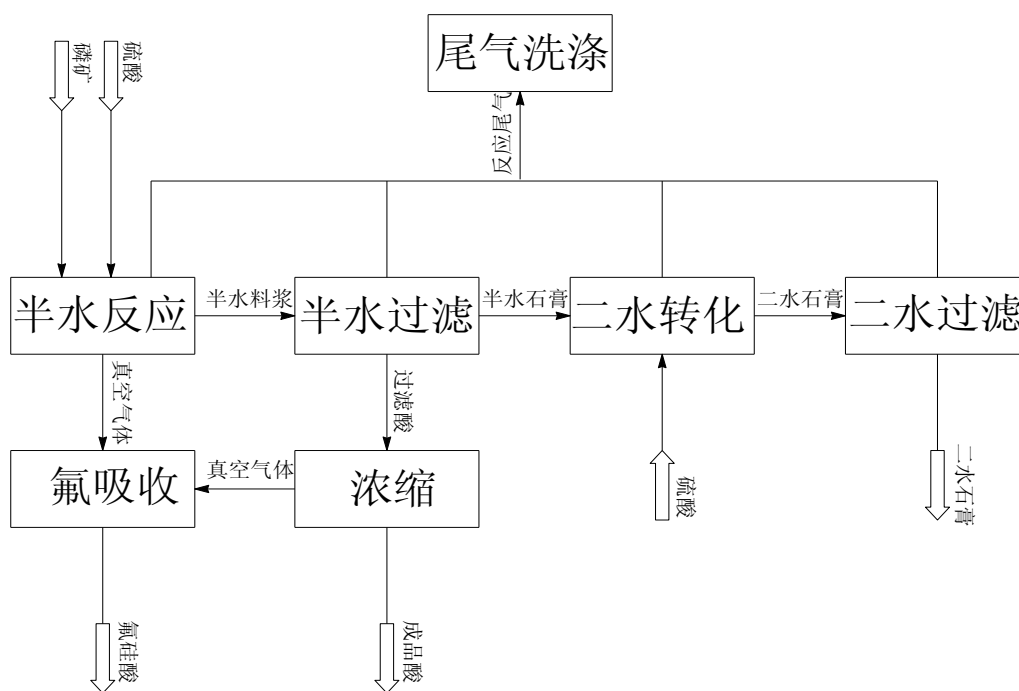 尾气洗涤
磷矿
硫酸
反应尾气
半水反应
半水料浆
半水过滤
半水石膏
二水转化
二水石膏
二水过滤
真空气体
过滤酸
氟吸收
真空气体
浓缩
硫酸
二水石膏
氟硅酸
成品酸